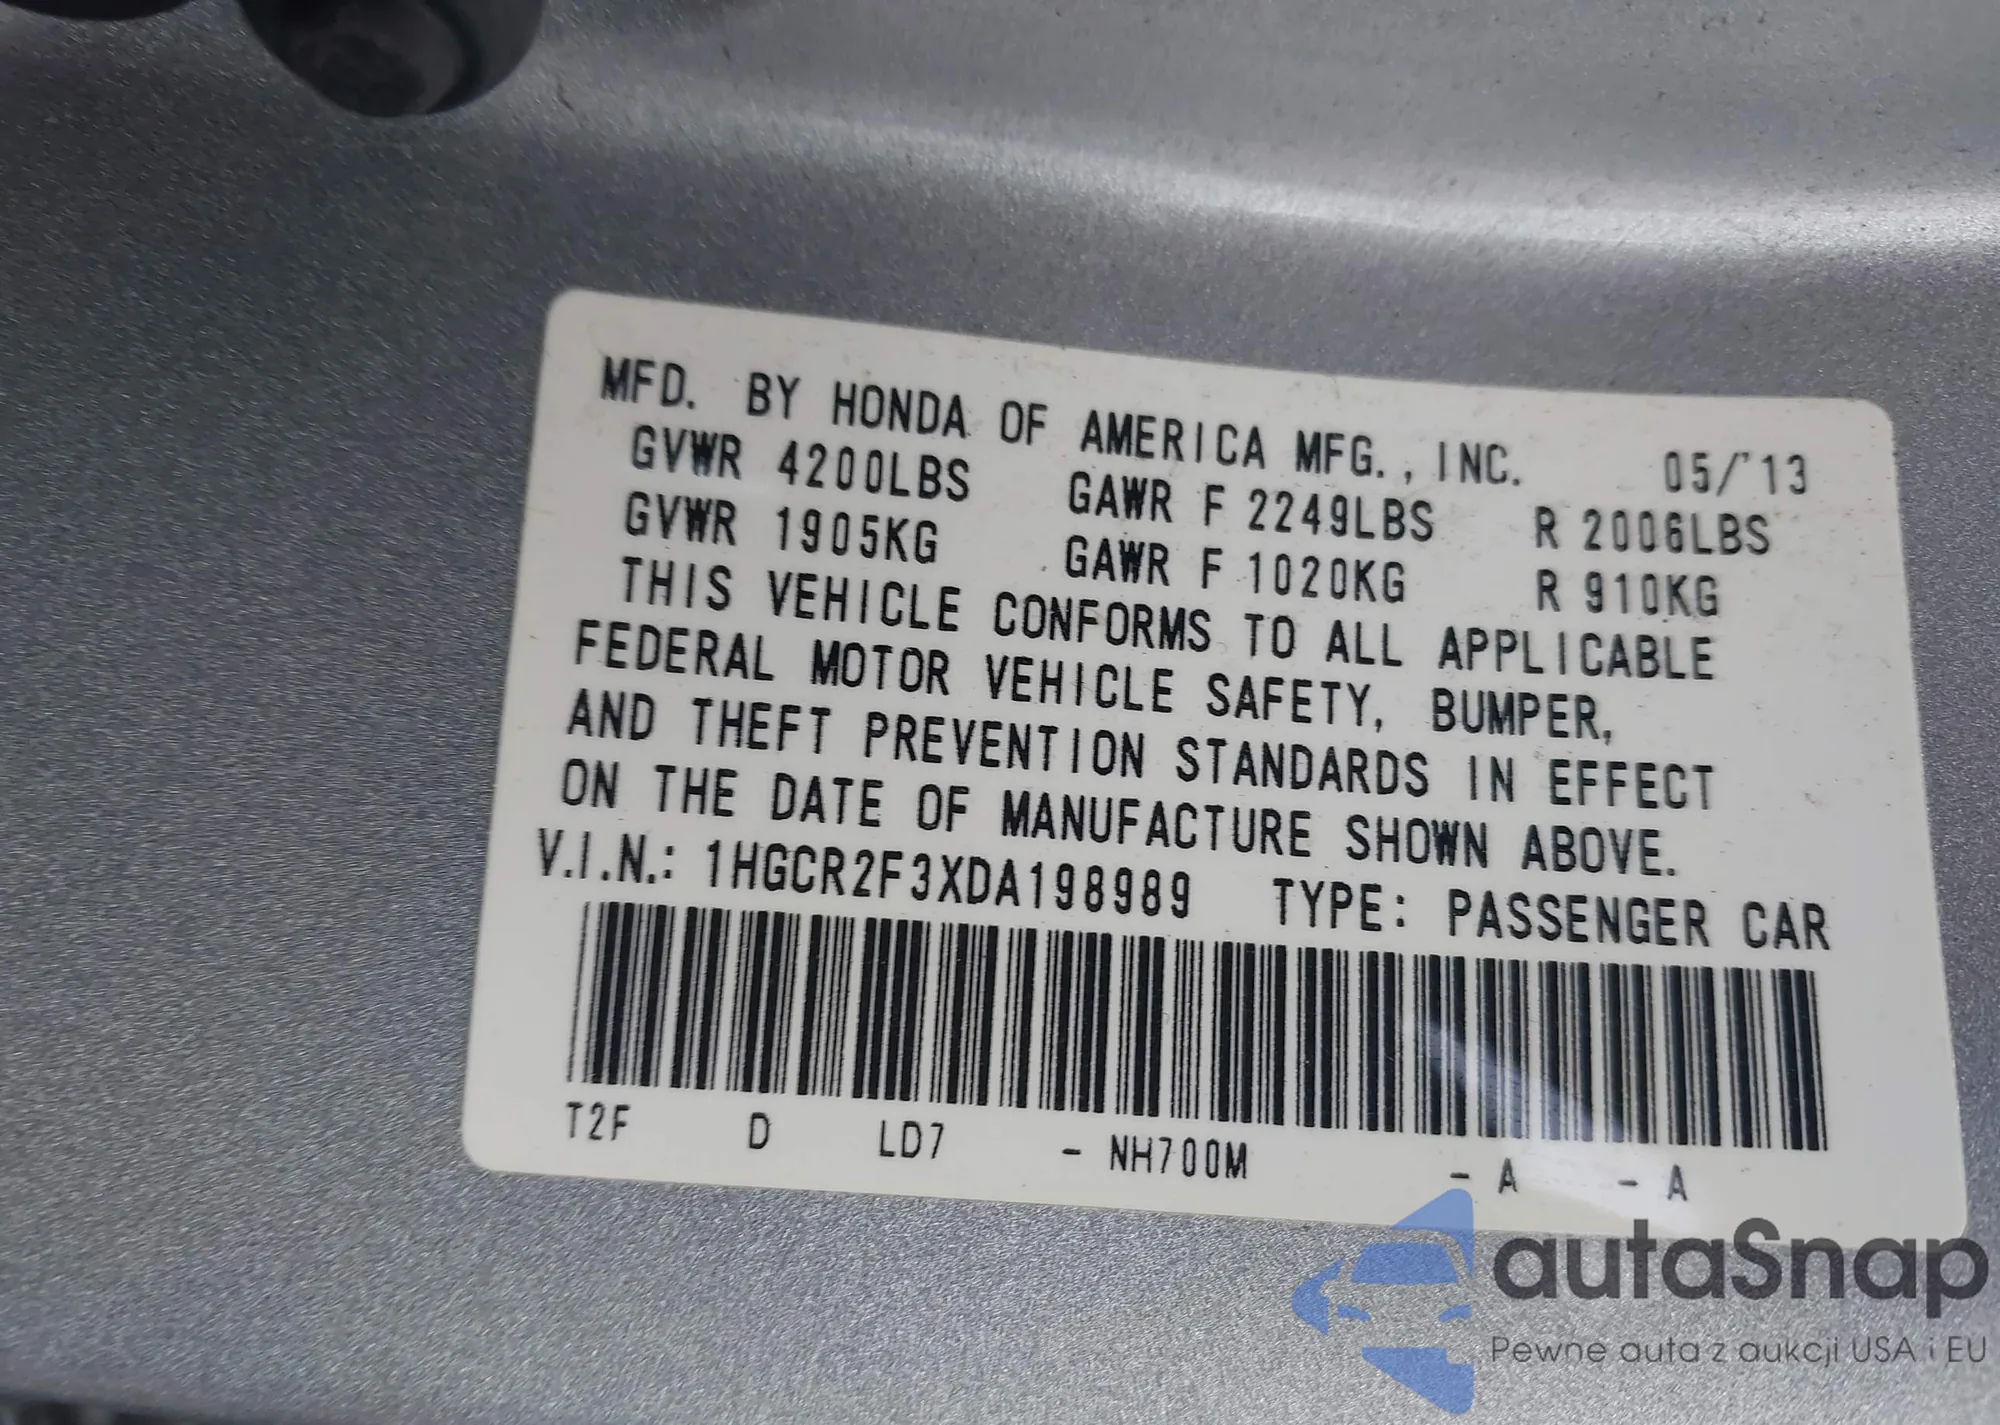 MFD. BY HONDA OF AMERICA MFG., INC. 05/'13
GVWR 4200LBS GAWR F 2249LBS R 2006LBS
GVWR 1905KG GAWR F 1020KG R 910KG
THIS VEHICLE CONFORMS TO ALL APPLICABLE
FEDERAL MOTOR VEHICLE SAFETY, BUMPER,
AND THEFT PREVENTION STANDARDS IN EFFECT
ON THE DATE OF MANUFACTURE SHOWN ABOVE.
V.I.N.: 1HGCR2F3XDA198989 TYPE: PASSENGER CAR
T2F D LD7 - NH700M - A - A
autaSnap
Pewne auta z aukcji USA i EU